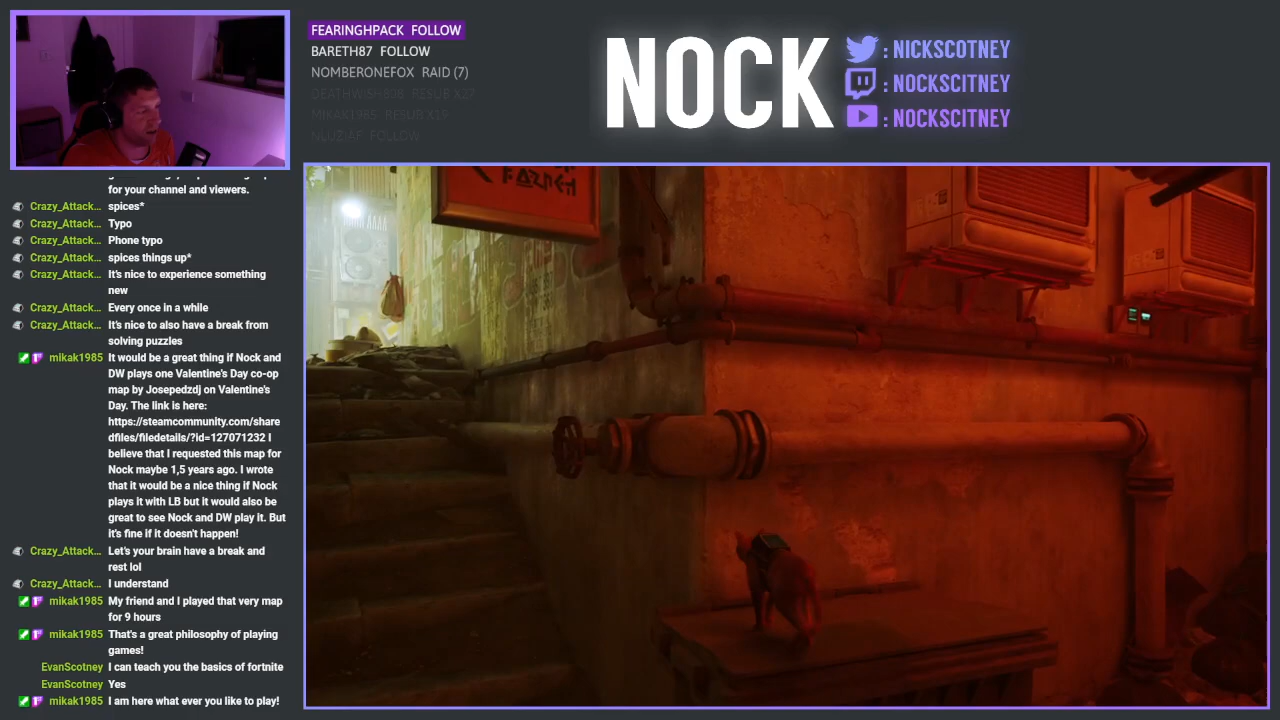 FEARINGHPACK FOLLOW
BARETH87 FOLLOW
NOMBERONEFOX RAID (7)
MIKAK1985 RESUB X19
NLUZIAF FOLLOW
NOCK
: NICKSCOTNEY
: NOCKSCITNEY
: NOCKSCITNEY
for your channel and viewers.
Crazy_Attack... spices*
Crazy_Attack... Typo
Crazy_Attack... Phone typo
Crazy_Attack... spices things up*
Crazy_Attack... It's nice to experience something
new
Crazy_Attack... Every once in a while
Crazy_Attack... It's nice to also have a break from
solving puzzles
mikak1985 It would be a great thing if Nock and
DW plays one Valentine's Day co-op
map by Josepedzdj on Valentine's
Day. The link is here:
https://steamcommunity.com/share
dfiles/filedetails/?id=127071232 I
believe that I requested this map for
Nock maybe 1,5 years ago. I wrote
that it would be a nice thing if Nock
plays it with LB but it would also be
great to see Nock and DW play it. But
it's fine if it doesn't happen!
Crazy_Attack... Let's your brain have a break and
rest lol
Crazy_Attack... I understand
mikak1985 My friend and I played that very map
for 9 hours
mikak1985 That's a great philosophy of playing
games!
EvanScotney I can teach you the basics of fortnite
EvanScotney Yes
mikak1985 I am here what ever you like to play!